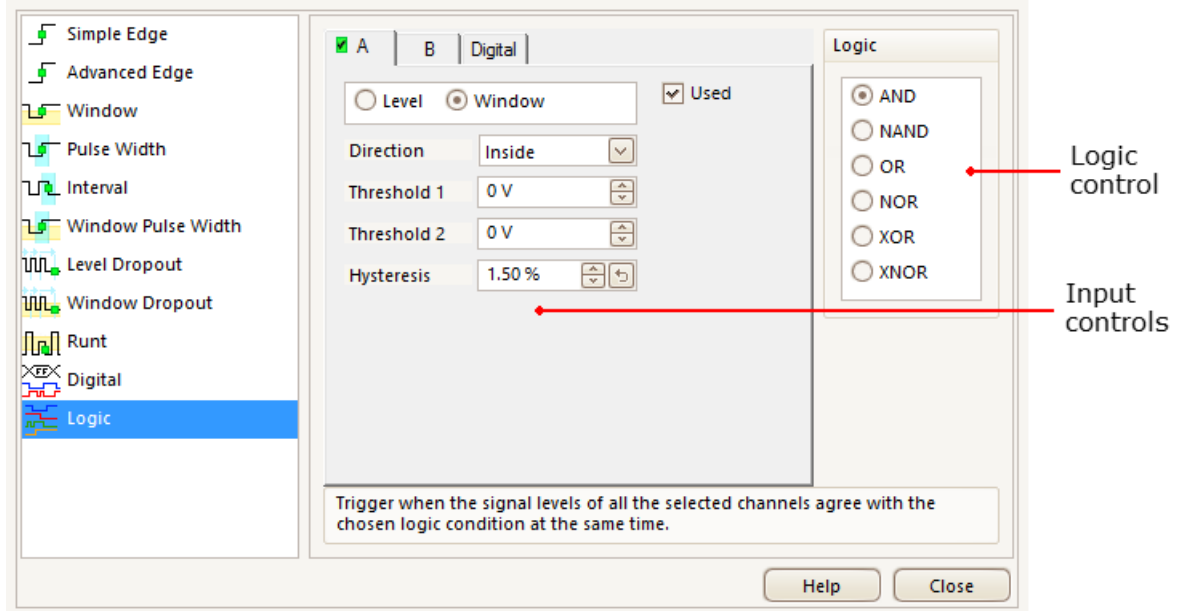 Simple Edge
Advanced Edge
Window
Pulse Width
Interval
Window Pulse Width
Level Dropout
Window Dropout
Runt
XFFX
Digital
Logic
A B Digital
Level Window Used
Direction Inside
Threshold 1 0 V
Threshold 2 0 V
Hysteresis 1.50 %
Trigger when the signal levels of all the selected channels agree with the
chosen logic condition at the same time.
Logic
AND
NAND
OR
NOR
XOR
XNOR
Logic
control
Input
controls
Help Close